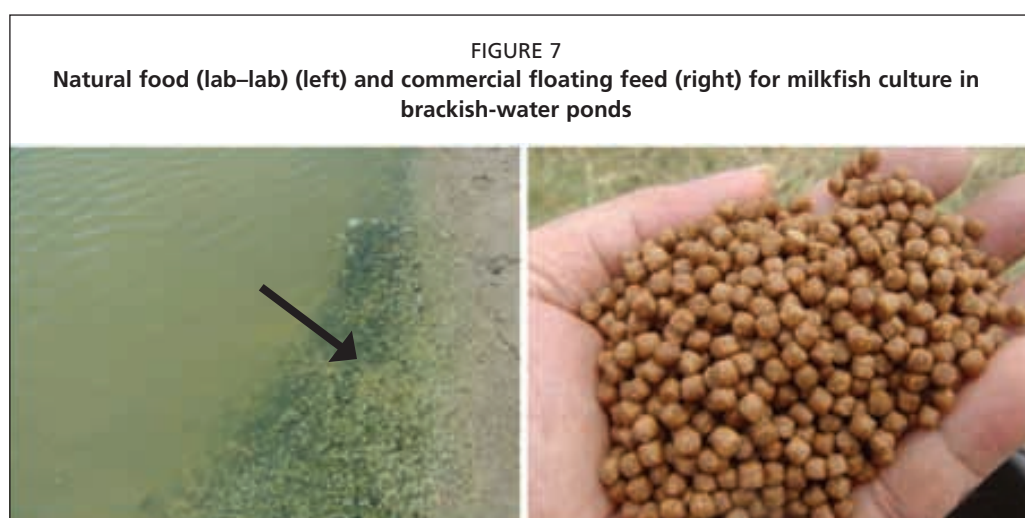 FIGURE 7
Natural food (lab–lab) (left) and commercial floating feed (right) for milkfish culture in
brackish-water ponds